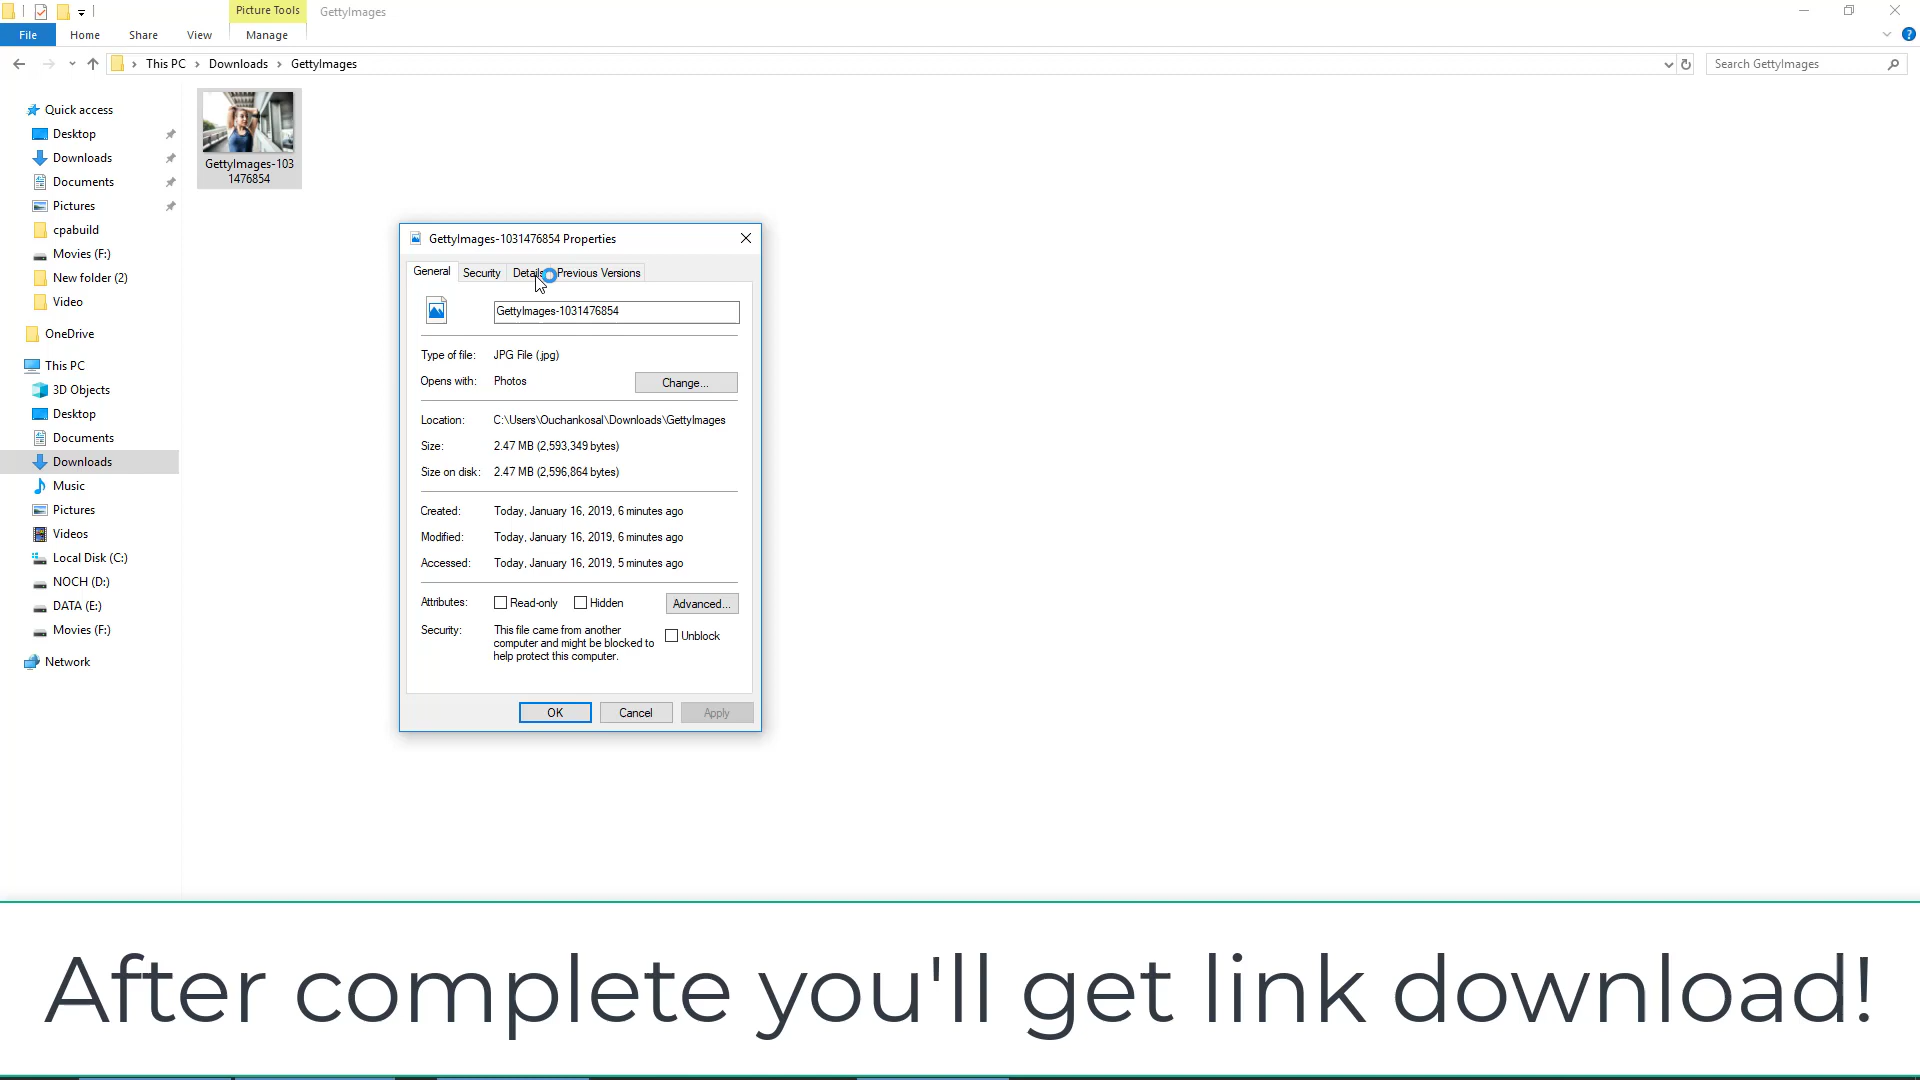 Picture Tools
GettyImages
File
Home
Share
View
Manage
This PC
Downloads
GettyImages
Search GettyImages
Quick access
Desktop
Downloads
Documents
Pictures
cpabuild
Movies (F:)
New folder (2)
Video
OneDrive
This PC
3D Objects
Desktop
Documents
Downloads
Music
Pictures
Videos
Local Disk (C:)
NOCH (D:)
DATA (E:)
Movies (F:)
Network
GettyImages-103
1476854
GettyImages-1031476854 Properties
General
Security
Details
Previous Versions
GettyImages-1031476854
Type of file: JPG File (.jpg)
Opens with: Photos
Change...
Location: C:\Users\Ouchankosal\Downloads\GettyImages
Size: 2.47 MB (2,593,349 bytes)
Size on disk: 2.47 MB (2,596,864 bytes)
Created: Today, January 16, 2019, 6 minutes ago
Modified: Today, January 16, 2019, 6 minutes ago
Accessed: Today, January 16, 2019, 5 minutes ago
Attributes: Read-only Hidden Advanced...
Security: This file came from another
computer and might be blocked to
help protect this computer.
Unblock
OK
Cancel
Apply
After complete you'll get link download!